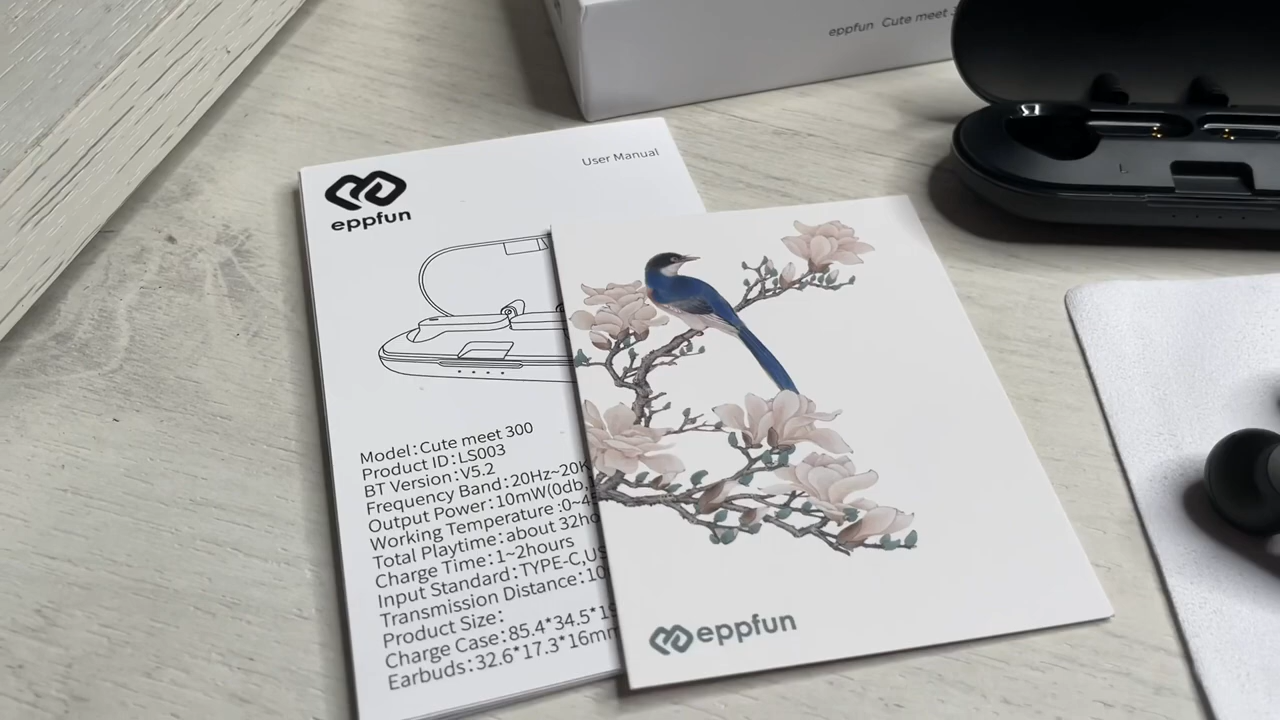 eppfun Cute meet
User Manual
eppfun
Model:Cute meet 300
Product ID:LS003
BT Version:V5.2
Frequency Band:20Hz~20K
Output Power:10mW(0db,
Working Temperature :0~4
Total Playtime:about 32ho
Charge Time:1~2hours
Input Standard:TYPE-C,US
Transmission Distance:10
Product Size:
Charge Case:85.4*34.5*1
Earbuds:32.6*17.3*16mm
eppfun
L